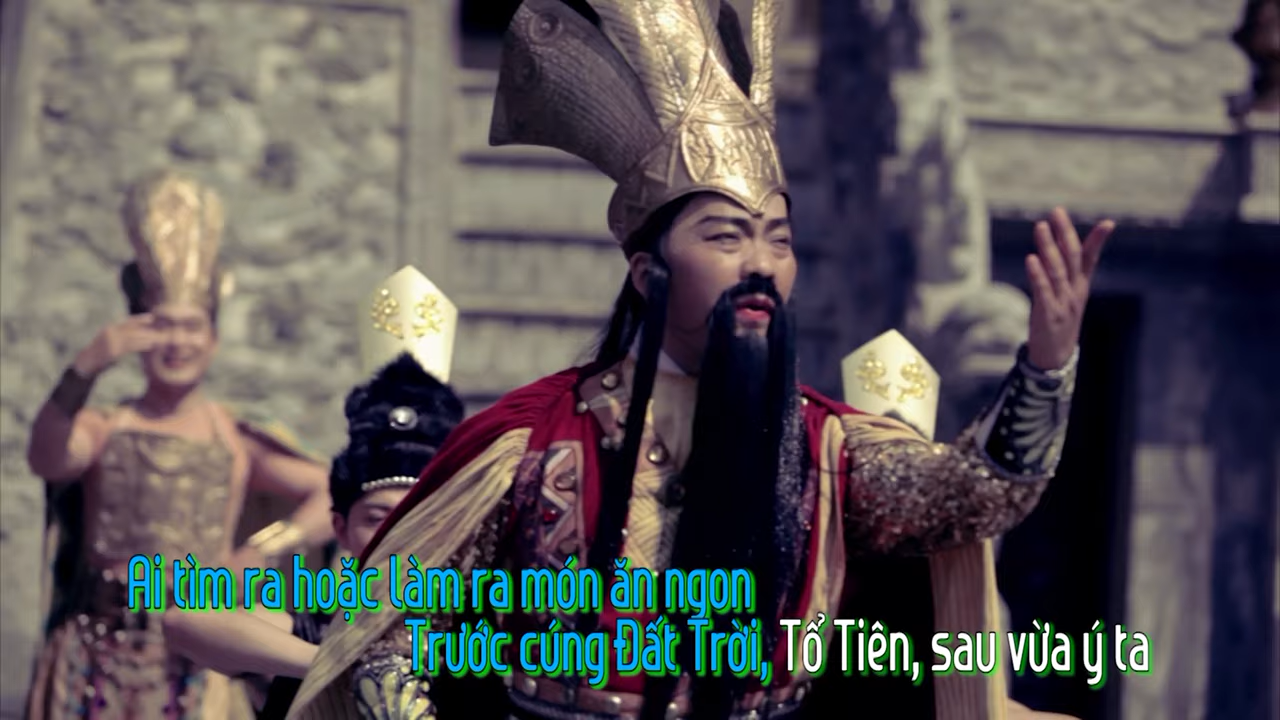 Ai tìm ra hoặc làm ra món ăn ngon
Trước cúng Đất Trời, Tổ Tiên, sau vừa ý ta